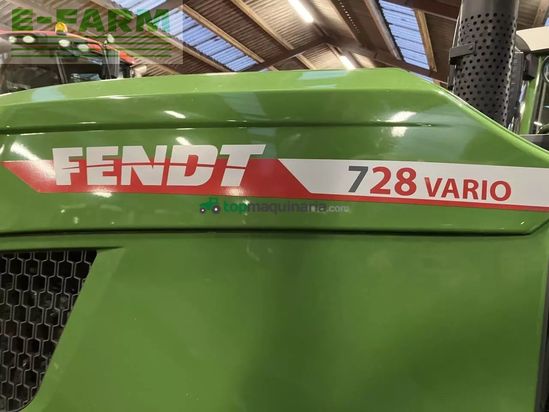 E-FARM
FENDT 728 VARIO
topmaquinaria.com